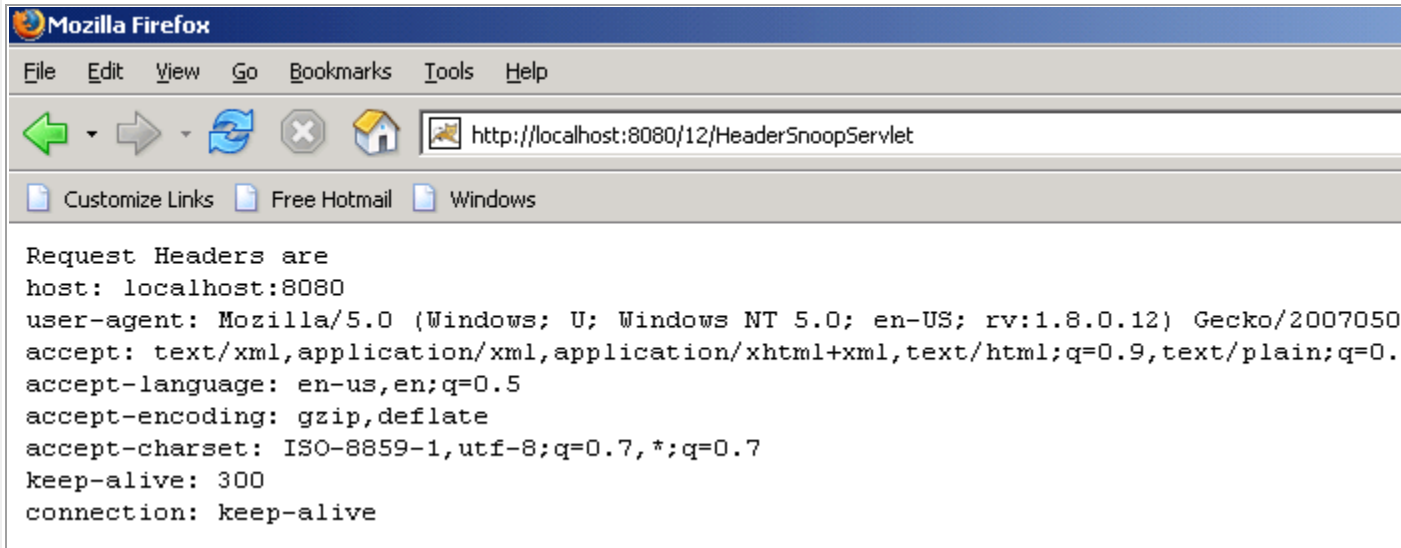 Mozilla Firefox
File Edit View Go Bookmarks Tools Help
http://localhost:8080/12/HeaderSnoopServlet
Customize Links Free Hotmail Windows
Request Headers are
host: localhost:8080
user-agent: Mozilla/5.0 (Windows; U; Windows NT 5.0; en-US; rv:1.8.0.12) Gecko/2007050
accept: text/xml,application/xml,application/xhtml+xml,text/html;q=0.9,text/plain;q=0.
accept-language: en-us,en;q=0.5
accept-encoding: gzip,deflate
accept-charset: ISO-8859-1,utf-8;q=0.7,*;q=0.7
keep-alive: 300
connection: keep-alive